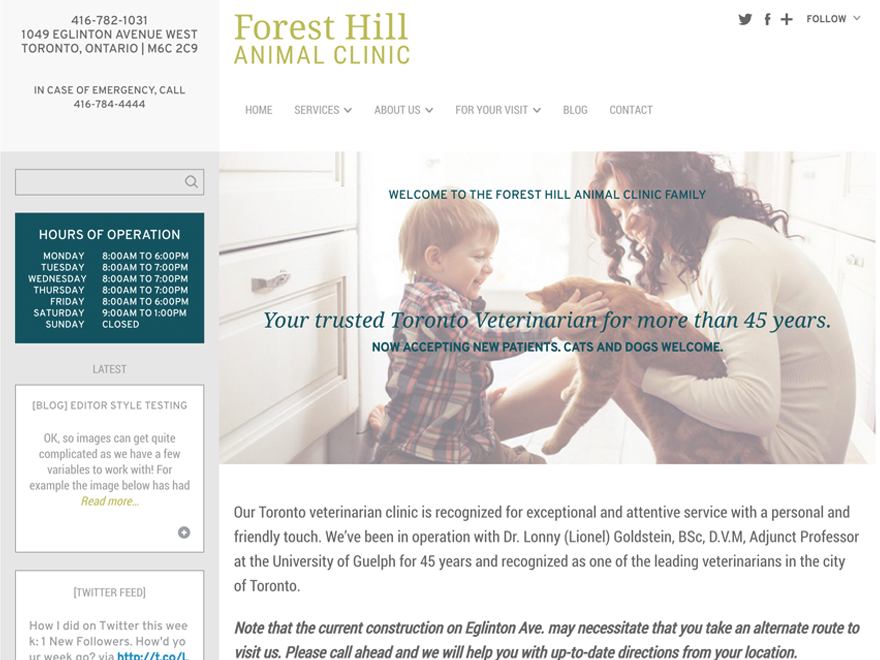 416-782-1031
1049 EGLINTON AVENUE WEST
TORONTO, ONTARIO | M6C 2C9
IN CASE OF EMERGENCY, CALL
416-784-4444
Forest Hill
ANIMAL CLINIC
FOLLOW
HOME SERVICES ABOUT US FOR YOUR VISIT BLOG CONTACT
HOURS OF OPERATION
MONDAY 8:00AM TO 6:00PM
TUESDAY 8:00AM TO 7:00PM
WEDNESDAY 8:00AM TO 7:00PM
THURSDAY 8:00AM TO 7:00PM
FRIDAY 8:00AM TO 6:00PM
SATURDAY 9:00AM TO 1:00PM
SUNDAY CLOSED
LATEST
[BLOG] EDITOR STYLE TESTING
OK, so images can get quite
complicated as we have a few
variables to work with! For
example the image below has had
Read more...
[TWITTER FEED]
How I did on Twitter this wee
k: 1 New Followers. How'd yo
ur week go? via http://t.co/L
WELCOME TO THE FOREST HILL ANIMAL CLINIC FAMILY
Your trusted Toronto Veterinarian for more than 45 years.
NOW ACCEPTING NEW PATIENTS. CATS AND DOGS WELCOME.
Our Toronto veterinarian clinic is recognized for exceptional and attentive service with a personal and
friendly touch. We've been in operation with Dr. Lonny (Lionel) Goldstein, BSc, D.V.M, Adjunct Professor
at the University of Guelph for 45 years and recognized as one of the leading veterinarians in the city
of Toronto.
Note that the current construction on Eglinton Ave. may necessitate that you take an alternate route to
visit us. Please call ahead and we will help you with up-to-date directions from your location.